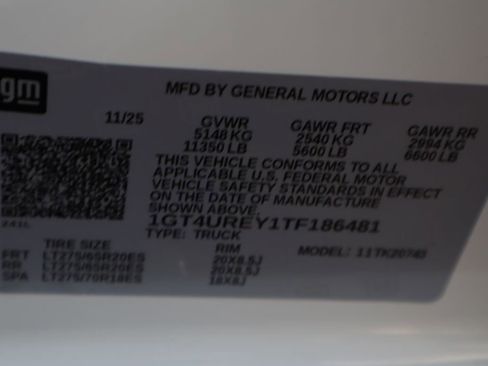 gm
MFD BY GENERAL MOTORS LLC
11/25 GVWR GAWR FRT GAWR RR
5148 KG 2540 KG 2994 KG
11350 LB 5600 LB 6600 LB
THIS VEHICLE CONFORMS TO ALL
APPLICABLE U.S. FEDERAL MOTOR
VEHICLE SAFETY STANDARDS IN EFFECT
ON THE DATE OF MANUFACTURE
SHOWN ABOVE.
1GT4UREY1TF186481
TYPE: TRUCK
MODEL: 11TK20743
TIRE SIZE RIM
FRT LT275/65R20ES 20X8.5J
RR LT275/65R20ES 20X8.5J
SPA LT275/70R18ES 18X8J